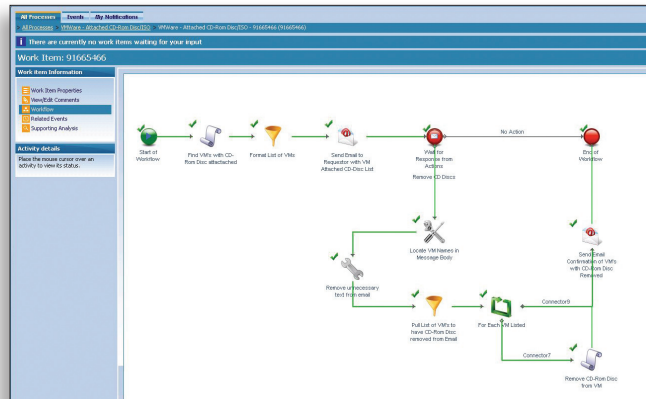 All Processes Events My Notifications
All Processes VMWare - Attached CD-Rom Disc/ISO VMWare - Attached CD-Rom Disc/ISO - 91665466 (91665466)
i There are currently no work items waiting for your input
Work Item: 91665466
Work item Information
Work Item Properties
View/Edit Comments
Workflow
Related Events
Supporting Analysis
Activity details
Place the mouse cursor over an
activity to view its status.
Start of
Workflow
Find VM's with CD-
Rom Disc attactached
Format List of VMs
Send Email to
Requestor with VM
Attached CD-Disc List
Wait for
Response from
Actions
No Action
End of
Workflow
Remove CD Discs
Locate VM Names in
Message Body
Send Email
Confirmation of VM's
with CD-Rom Disc
Removed
Remove unnecessary
text from email
Pull List of VM's to
have CD-Rom Disc
removed from Email
For Each VM Listed
Connector9
Connector7
Remove CD-Rom Disc
from VM